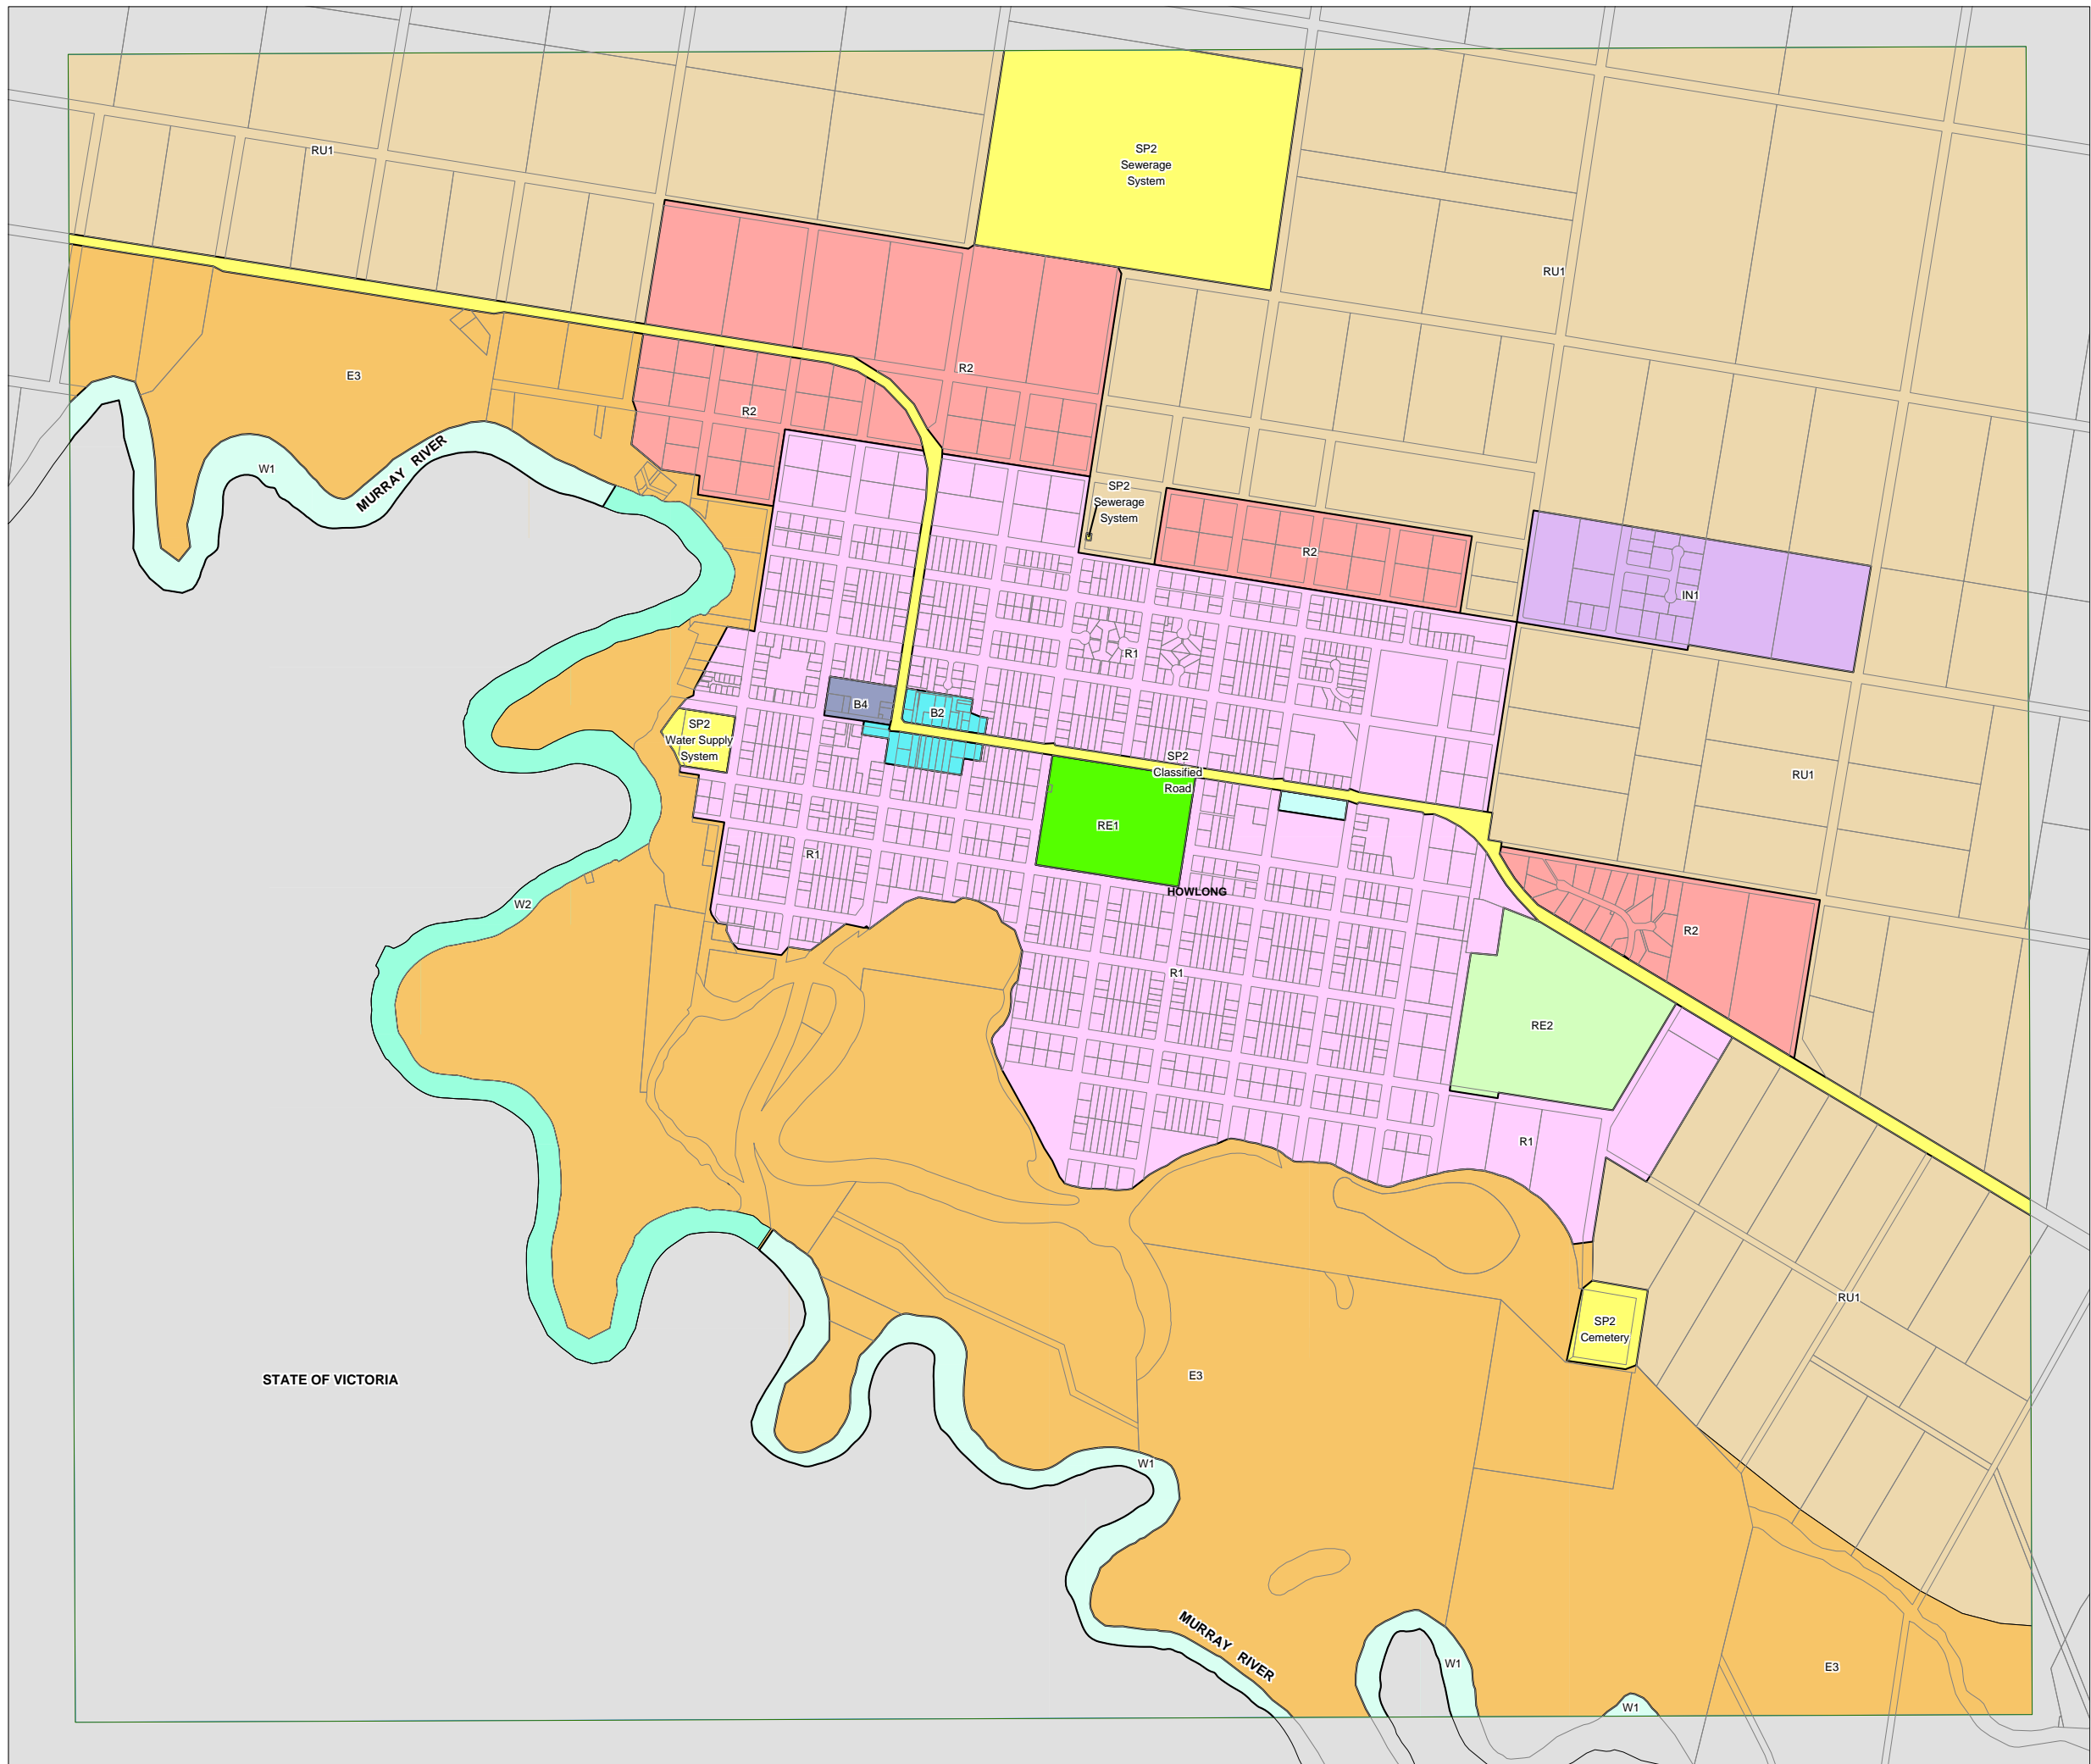 SP2
Sewerage
System
RU1
RU1
R2
E3
R2
W1
MURRAY RIVER
SP2
Sewerage
System
R2
IN1
R1
B4
B2
SP2
Water Supply
System
SP2
Classified
Road
RU1
RE1
R1
HOWLONG
W2
R2
R1
RE2
R1
RU1
SP2
Cemetery
E3
STATE OF VICTORIA
W1
MURRAY RIVER
W1
E3
W1